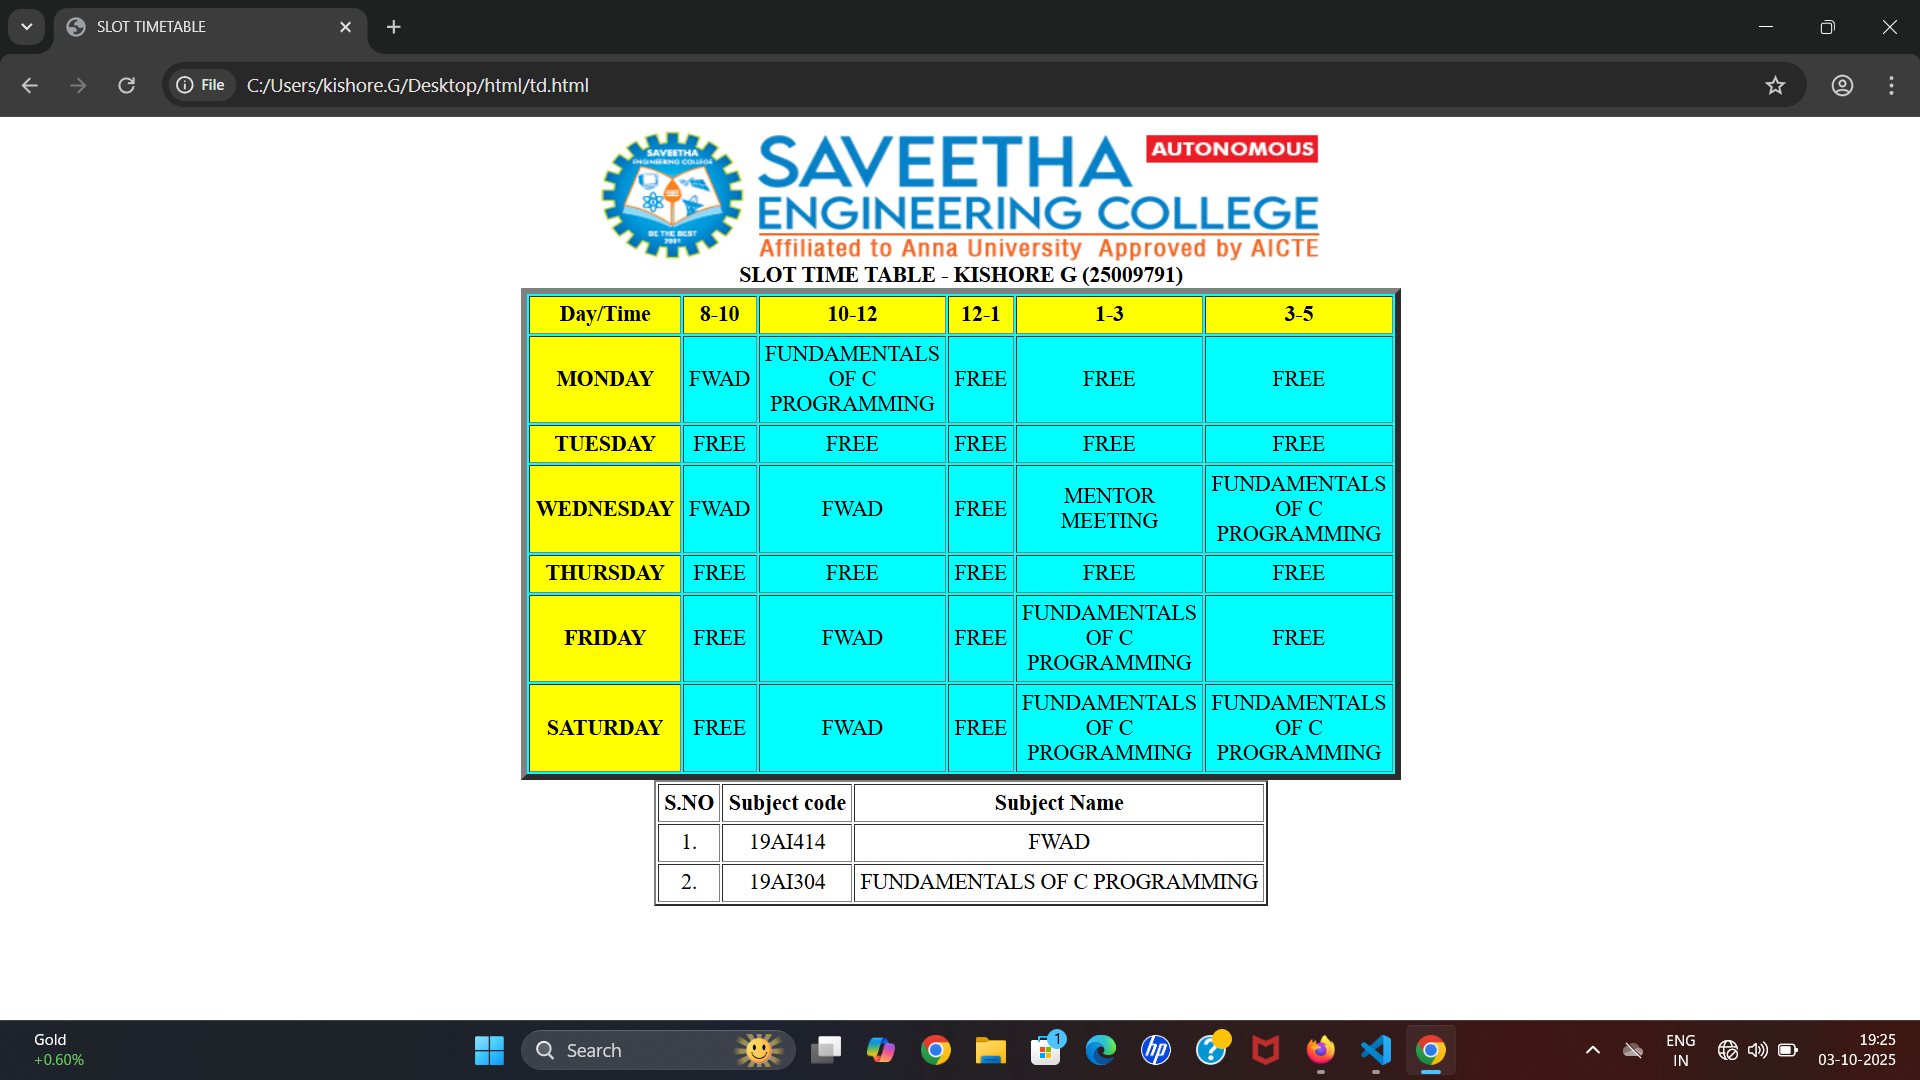 SLOT TIMETABLE
File C:/Users/kishore.G/Desktop/html/td.html
SAVEETHA
ENGINEERING COLLEGE
BE THE BEST
2001
SAVEETHA AUTONOMOUS
ENGINEERING COLLEGE
Affiliated to Anna University Approved by AICTE
SLOT TIME TABLE - KISHORE G (25009791)
Day/Time 8-10 10-12 12-1 1-3 3-5
MONDAY FWAD FUNDAMENTALS OF C PROGRAMMING FREE FREE FREE
TUESDAY FREE FREE FREE FREE FREE
WEDNESDAY FWAD FWAD FREE MENTOR MEETING FUNDAMENTALS OF C PROGRAMMING
THURSDAY FREE FREE FREE FREE FREE
FRIDAY FREE FWAD FREE FUNDAMENTALS OF C PROGRAMMING FREE
SATURDAY FREE FWAD FREE FUNDAMENTALS OF C PROGRAMMING FUNDAMENTALS OF C PROGRAMMING
S.NO Subject code Subject Name
1. 19AI414 FWAD
2. 19AI304 FUNDAMENTALS OF C PROGRAMMING
Gold
+0.60%
Search
1
hp
?
ENG
IN
19:25
03-10-2025